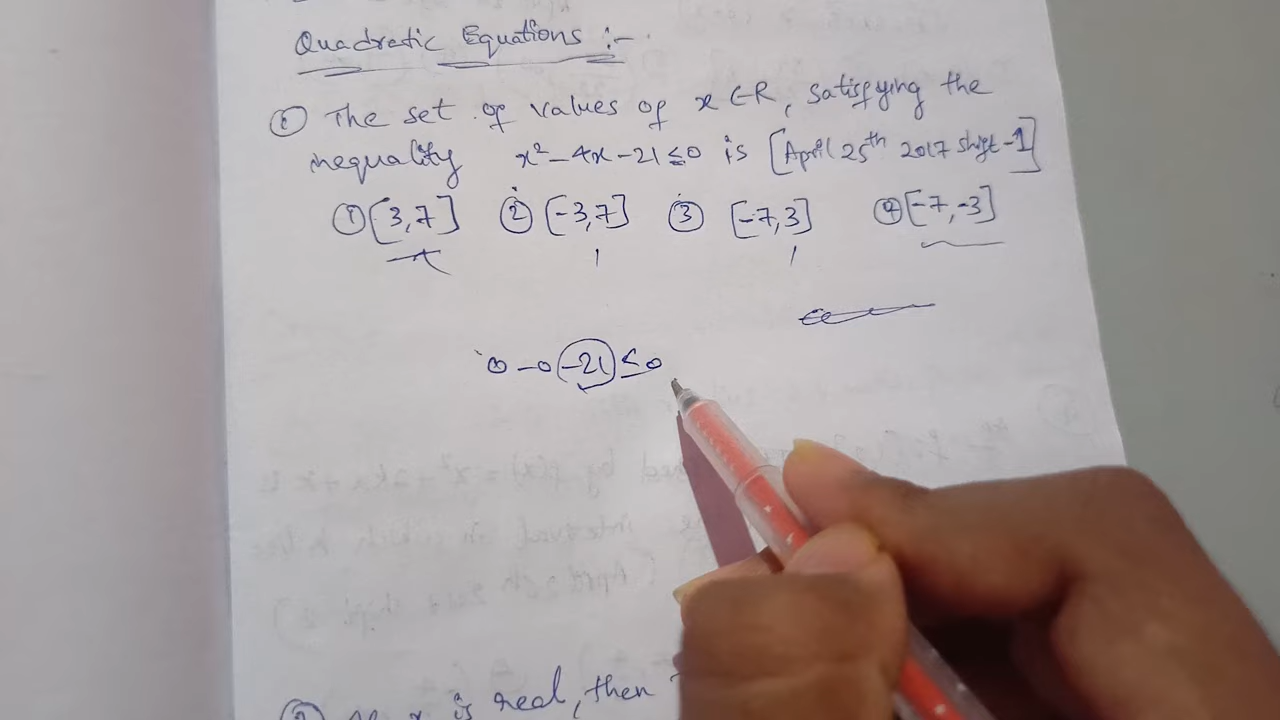 Quadratic Equations :-
① The set of values of x ∈ R, satisfying the
inequality x² - 4x - 21 ≤ 0 is [April 25th 2017 shift-1]
① [3,7] ② [-3,7] ③ [-7,3] ④ [-7,-3]
0 - 0 -21 ≤ 0
② If x is real, then